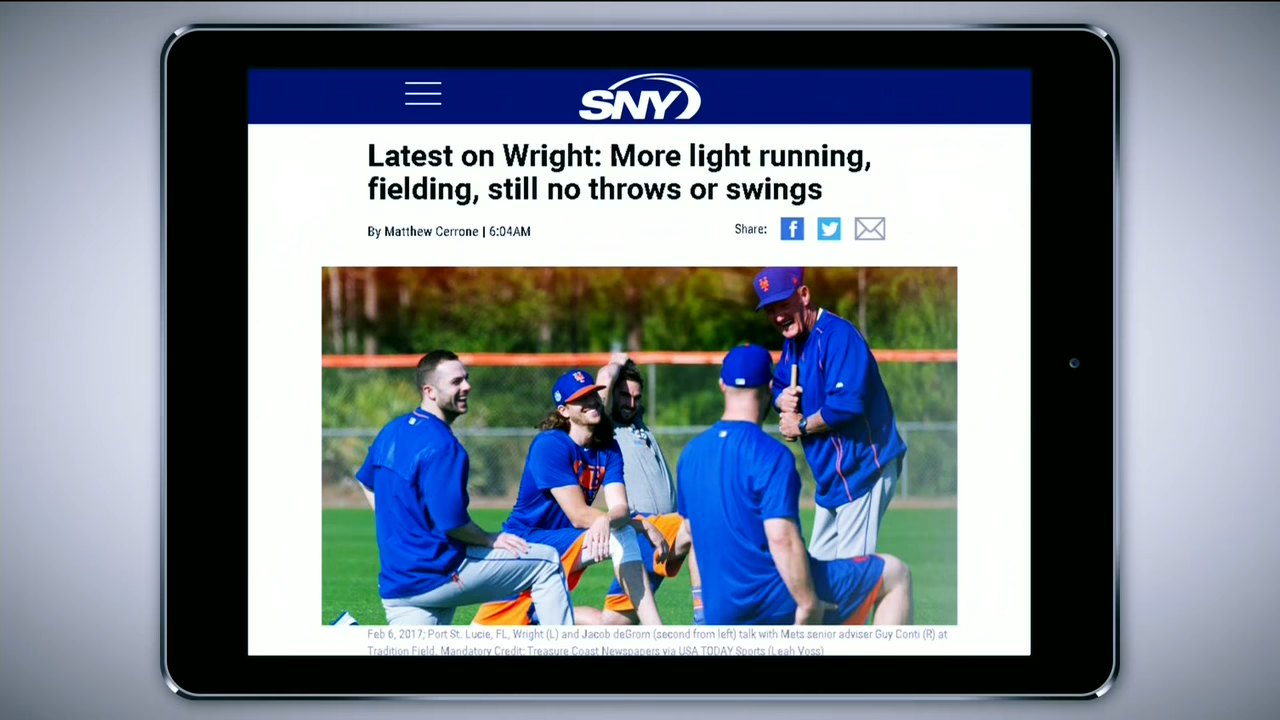 SNY
Latest on Wright: More light running,
fielding, still no throws or swings
By Matthew Cerrone | 6:04AM
Share:
Feb 6, 2017; Port St. Lucie, FL, Wright (L) and Jacob deGrom (second from left) talk with Mets senior adviser Guy Conti (R) at
Tradition Field. Mandatory Credit: Treasure Coast Newspapers via USA TODAY Sports (Leah Voss)